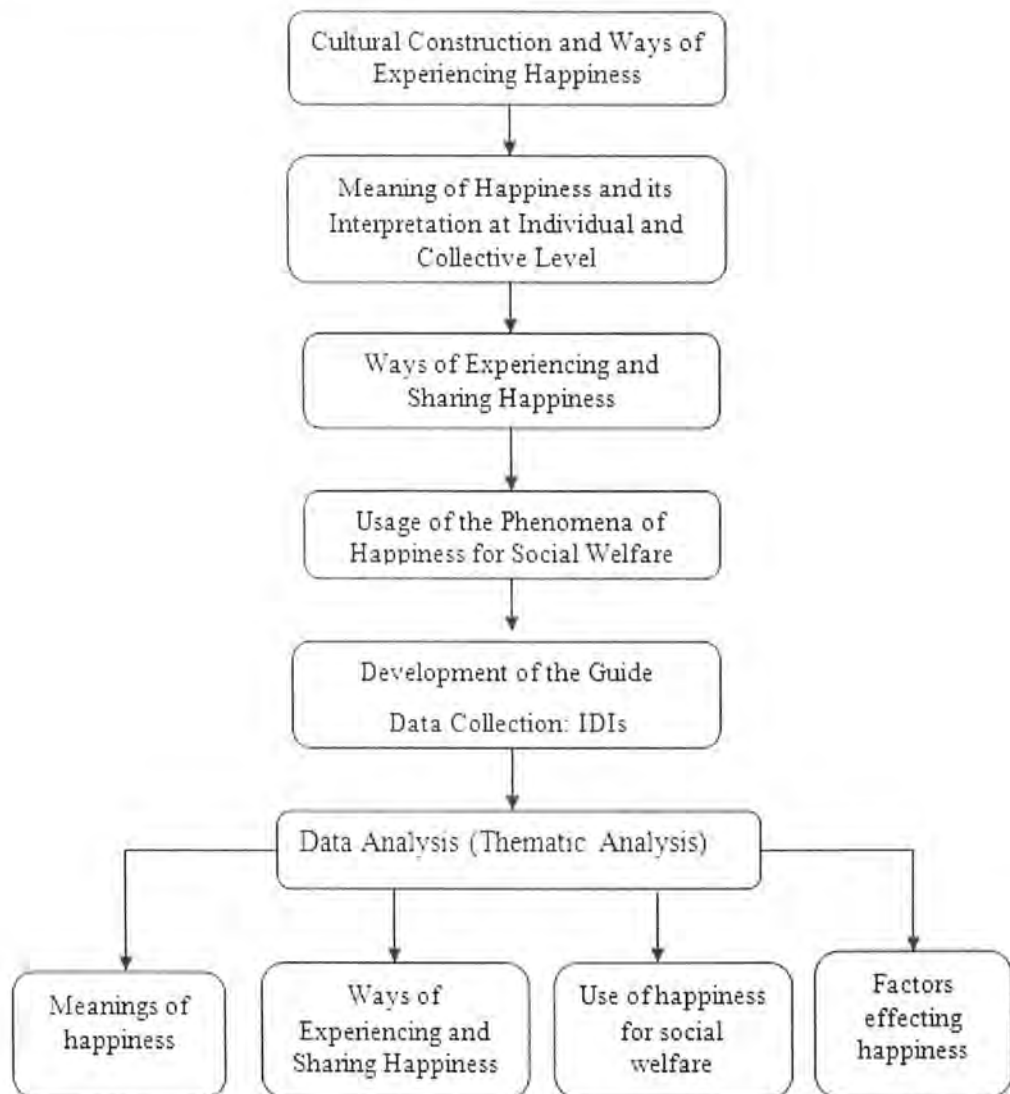 Cultural Construction and Ways of
Experiencing Happiness
Meaning of Happiness and its
Interpretation at Individual and
Collective Level
Ways of Experiencing and
Sharing Happiness
Usage of the Phenomena of
Happiness for Social Welfare
Development of the Guide
Data Collection: IDIs
Data Analysis (Thematic Analysis)
Meanings of
happiness
Ways of
Experiencing and
Sharing Happiness
Use of happiness
for social
welfare
Factors
effecting
happiness